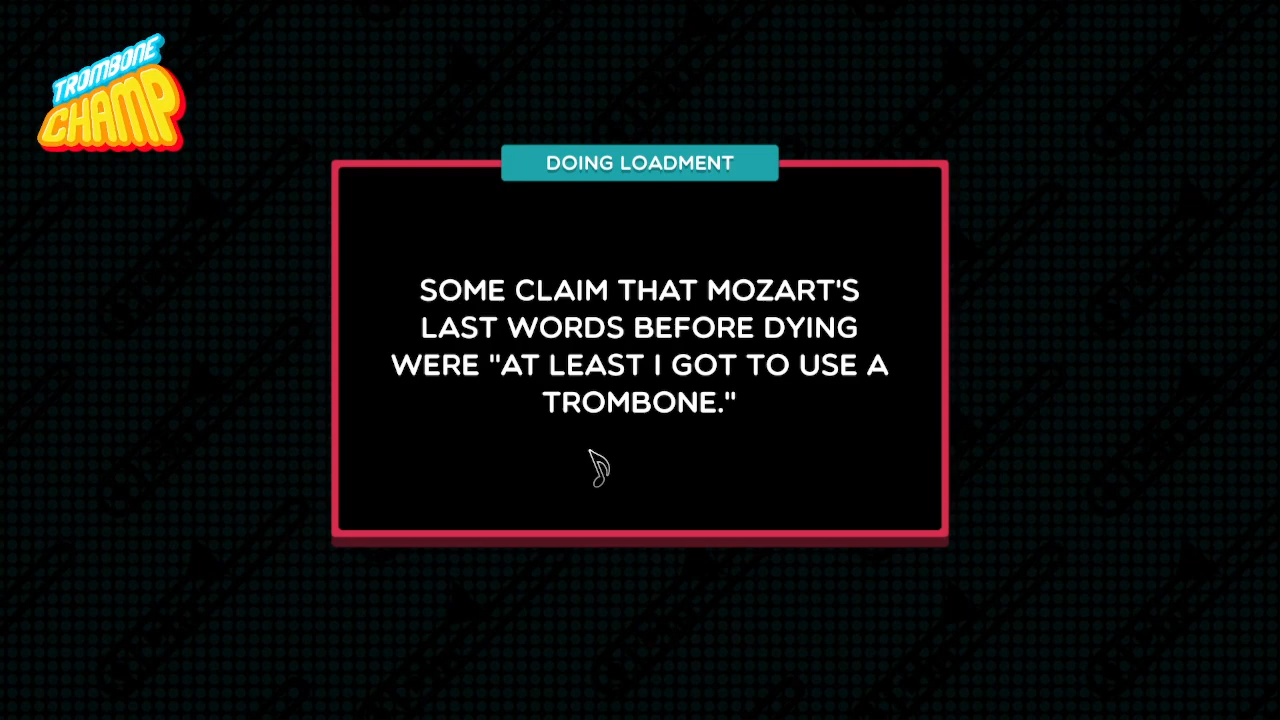 TROMBONE
CHAMP
DOING LOADMENT
SOME CLAIM THAT MOZART'S
LAST WORDS BEFORE DYING
WERE "AT LEAST I GOT TO USE A
TROMBONE."